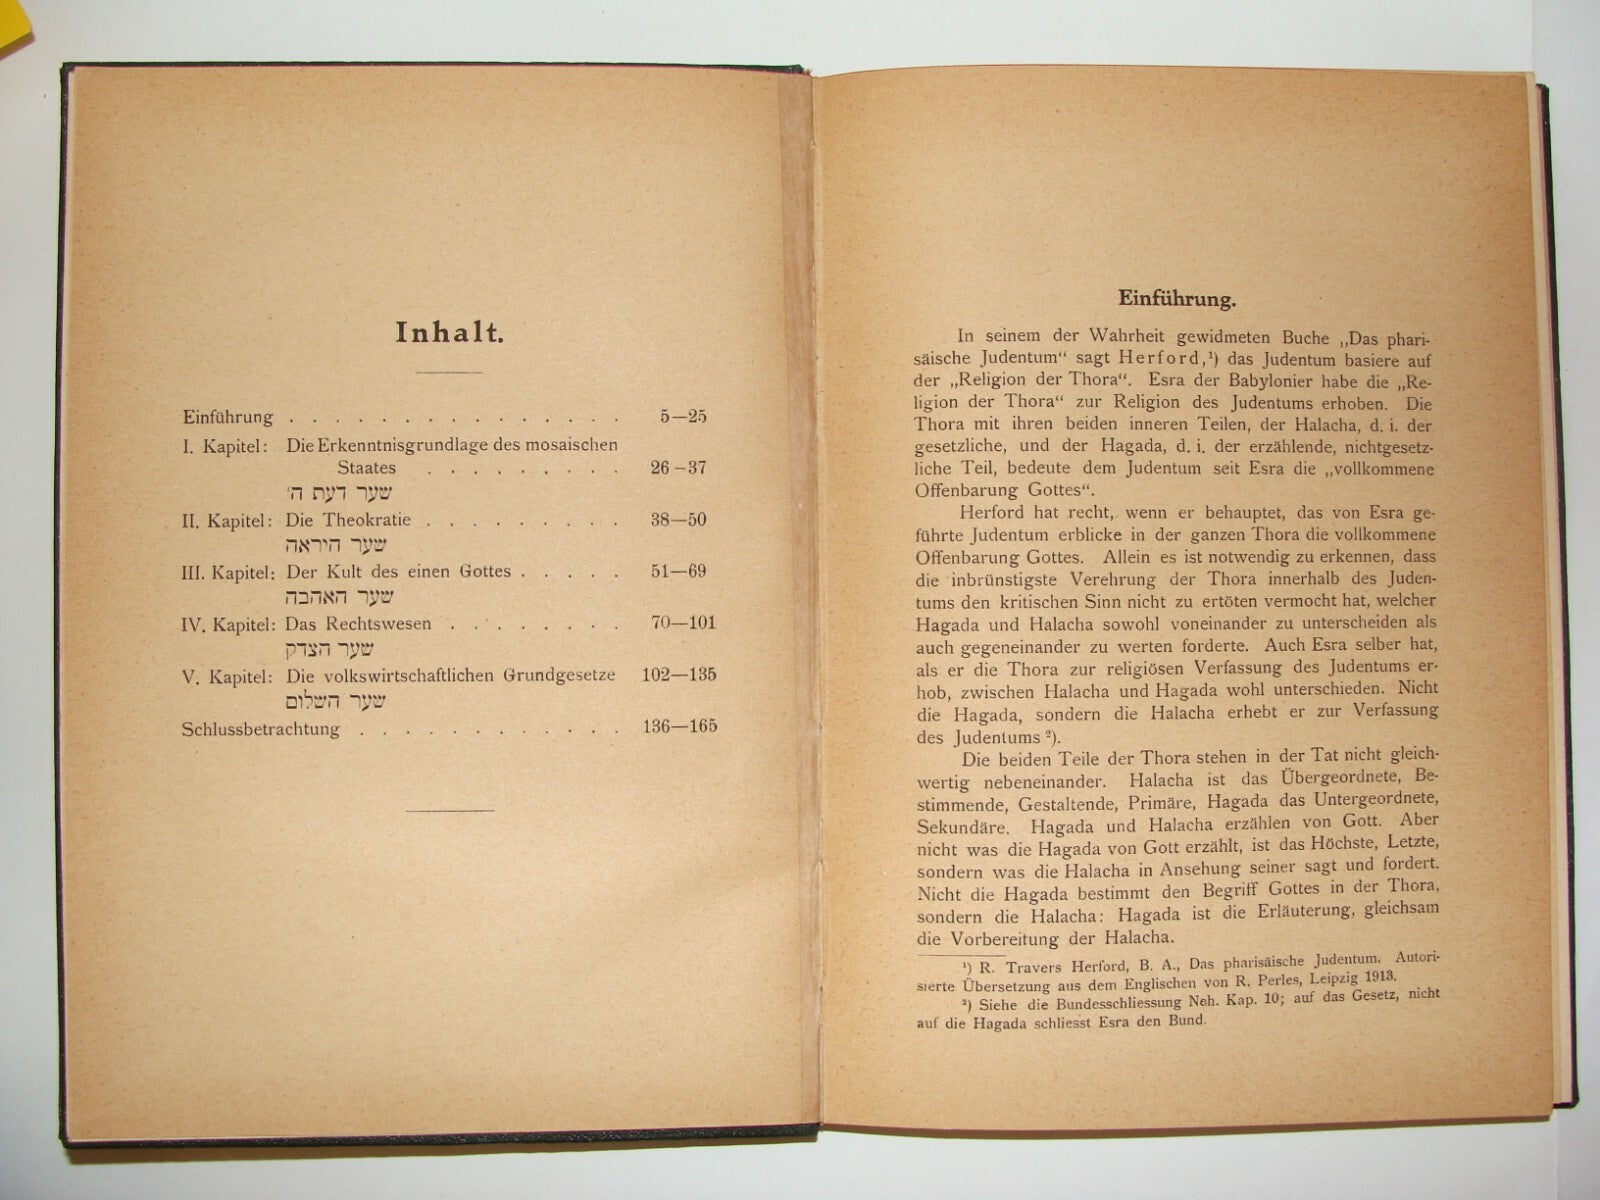 Inhalt.
Einführung . . . . . . . . . . . . . . . 5—25
I. Kapitel: Die Erkenntnisgrundlage des mosaischen
Staates . . . . . . . . . 26—37
שער דעת ה'
II. Kapitel: Die Theokratie . . . . . . . . . 38—50
שער היראה
III. Kapitel: Der Kult des einen Gottes . . . . . 51—69
שער האהבה
IV. Kapitel: Das Rechtswesen . . . . . . . . 70—101
שער הצדק
V. Kapitel: Die volkswirtschaftlichen Grundgesetze 102—135
שער השלום
Schlussbetrachtung . . . . . . . . . . . . 136—165
Einführung.
In seinem der Wahrheit gewidmeten Buche „Das phari-
säische Judentum“ sagt Herford,¹) das Judentum basiere auf
der „Religion der Thora“. Esra der Babylonier habe die „Re-
ligion der Thora“ zur Religion des Judentums erhoben. Die
Thora mit ihren beiden inneren Teilen, der Halacha, d. i. der
gesetzliche, und der Hagada, d. i. der erzählende, nichtgesetz-
liche Teil, bedeute dem Judentum seit Esra die „vollkommene
Offenbarung Gottes“.
Herford hat recht, wenn er behauptet, das von Esra ge-
führte Judentum erblicke in der ganzen Thora die vollkommene
Offenbarung Gottes. Allein es ist notwendig zu erkennen, dass
die inbrünstigste Verehrung der Thora innerhalb des Juden-
tums den kritischen Sinn nicht zu ertöten vermocht hat, welcher
Hagada und Halacha sowohl voneinander zu unterscheiden als
auch gegeneinander zu werten forderte. Auch Esra selber hat,
als er die Thora zur religiösen Verfassung des Judentums er-
hob, zwischen Halacha und Hagada wohl unterschieden. Nicht
die Hagada, sondern die Halacha erhebt er zur Verfassung
des Judentums ²).
Die beiden Teile der Thora stehen in der Tat nicht gleich-
wertig nebeneinander. Halacha ist das Übergeordnete, Be-
stimmende, Gestaltende, Primäre, Hagada das Untergeordnete,
Sekundäre. Hagada und Halacha erzählen von Gott. Aber
nicht was die Hagada von Gott erzählt, ist das Höchste, Letzte,
sondern was die Halacha in Ansehung seiner sagt und fordert.
Nicht die Hagada bestimmt den Begriff Gottes in der Thora,
sondern die Halacha: Hagada ist die Erläuterung, gleichsam
die Vorbereitung der Halacha.
¹) R. Travers Herford, B. A., Das pharisäische Judentum. Autori-
sierte Übersetzung aus dem Englischen von R. Perles, Leipzig 1913.
²) Siehe die Bundesschliessung Neh. Kap. 10; auf das Gesetz, nicht
auf die Hagada schliesst Esra den Bund.